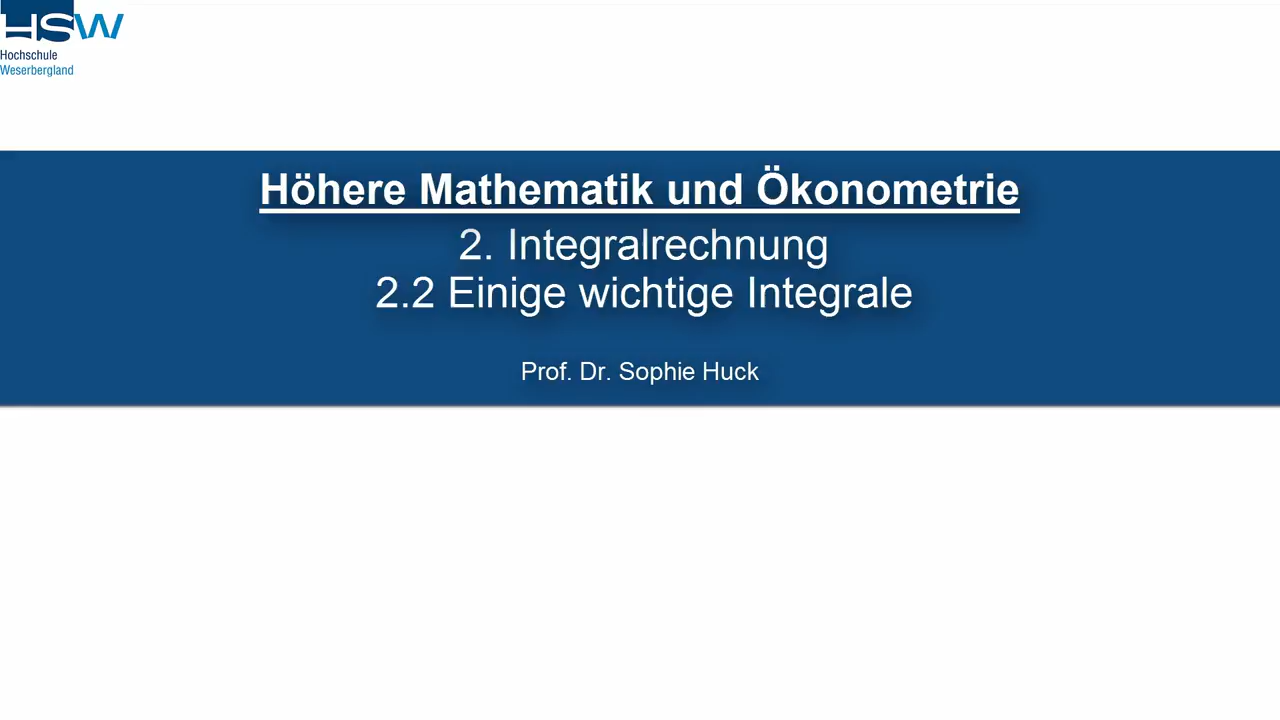 HSW
Hochschule
Weserbergland
Höhere Mathematik und Ökonometrie
2. Integralrechnung
2.2 Einige wichtige Integrale
Prof. Dr. Sophie Huck